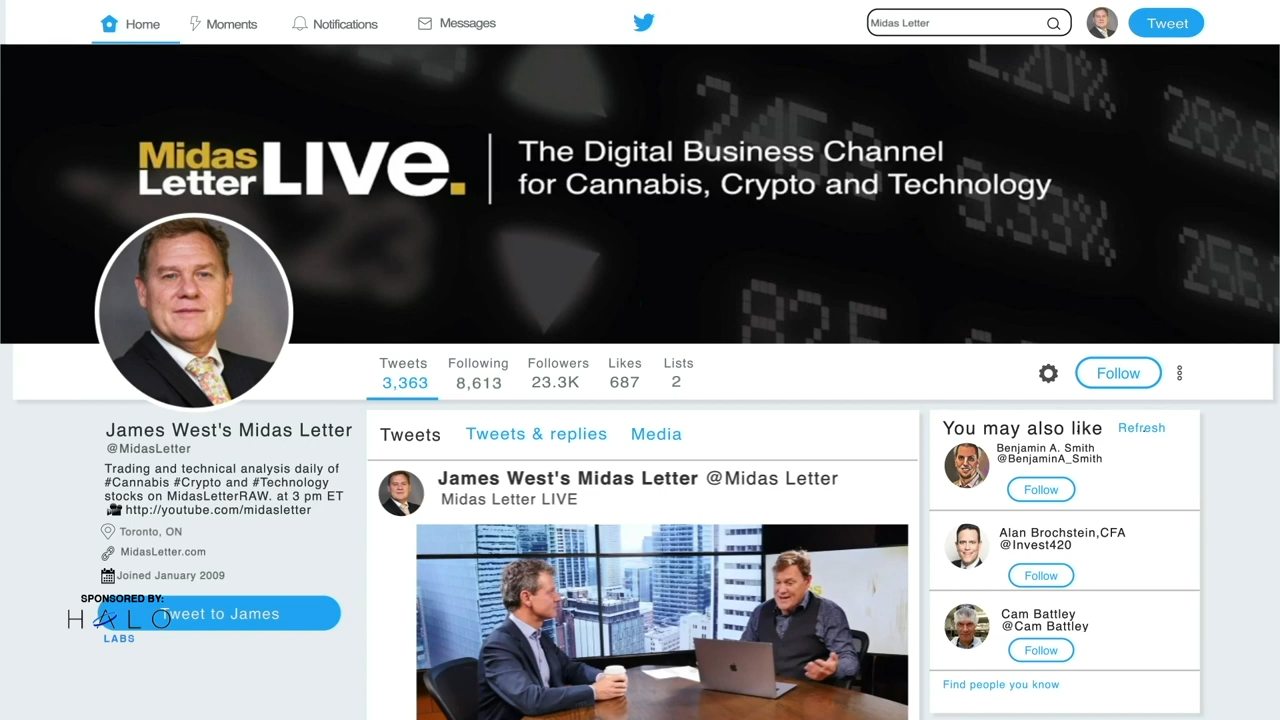 Home
Moments
Notifications
Messages
Midas Letter
Tweet
1.20%
Midas
Letter
LIVe.
The Digital Business Channel
for Cannabis, Crypto and Technology
Tweets
Following
Followers
Likes
Lists
3,363
8,613
23.3K
687
2
Follow
James West's Midas Letter
@MidasLetter
Trading and technical analysis daily of
#Cannabis #Crypto and #Technology
stocks on MidasLetterRAW. at 3 pm ET
http://youtube.com/midasletter
Toronto, ON
MidasLetter.com
Joined January 2009
SPONSORED BY:
HALO
LABS
Tweet to James
Tweets
Tweets & replies
Media
James West's Midas Letter @Midas Letter
Midas Letter LIVE
You may also like
Refresh
Benjamin A. Smith
@BenjaminA_Smith
Follow
Alan Brochstein,CFA
@Invest420
Follow
Cam Battley
@Cam Battley
Follow
Find people you know